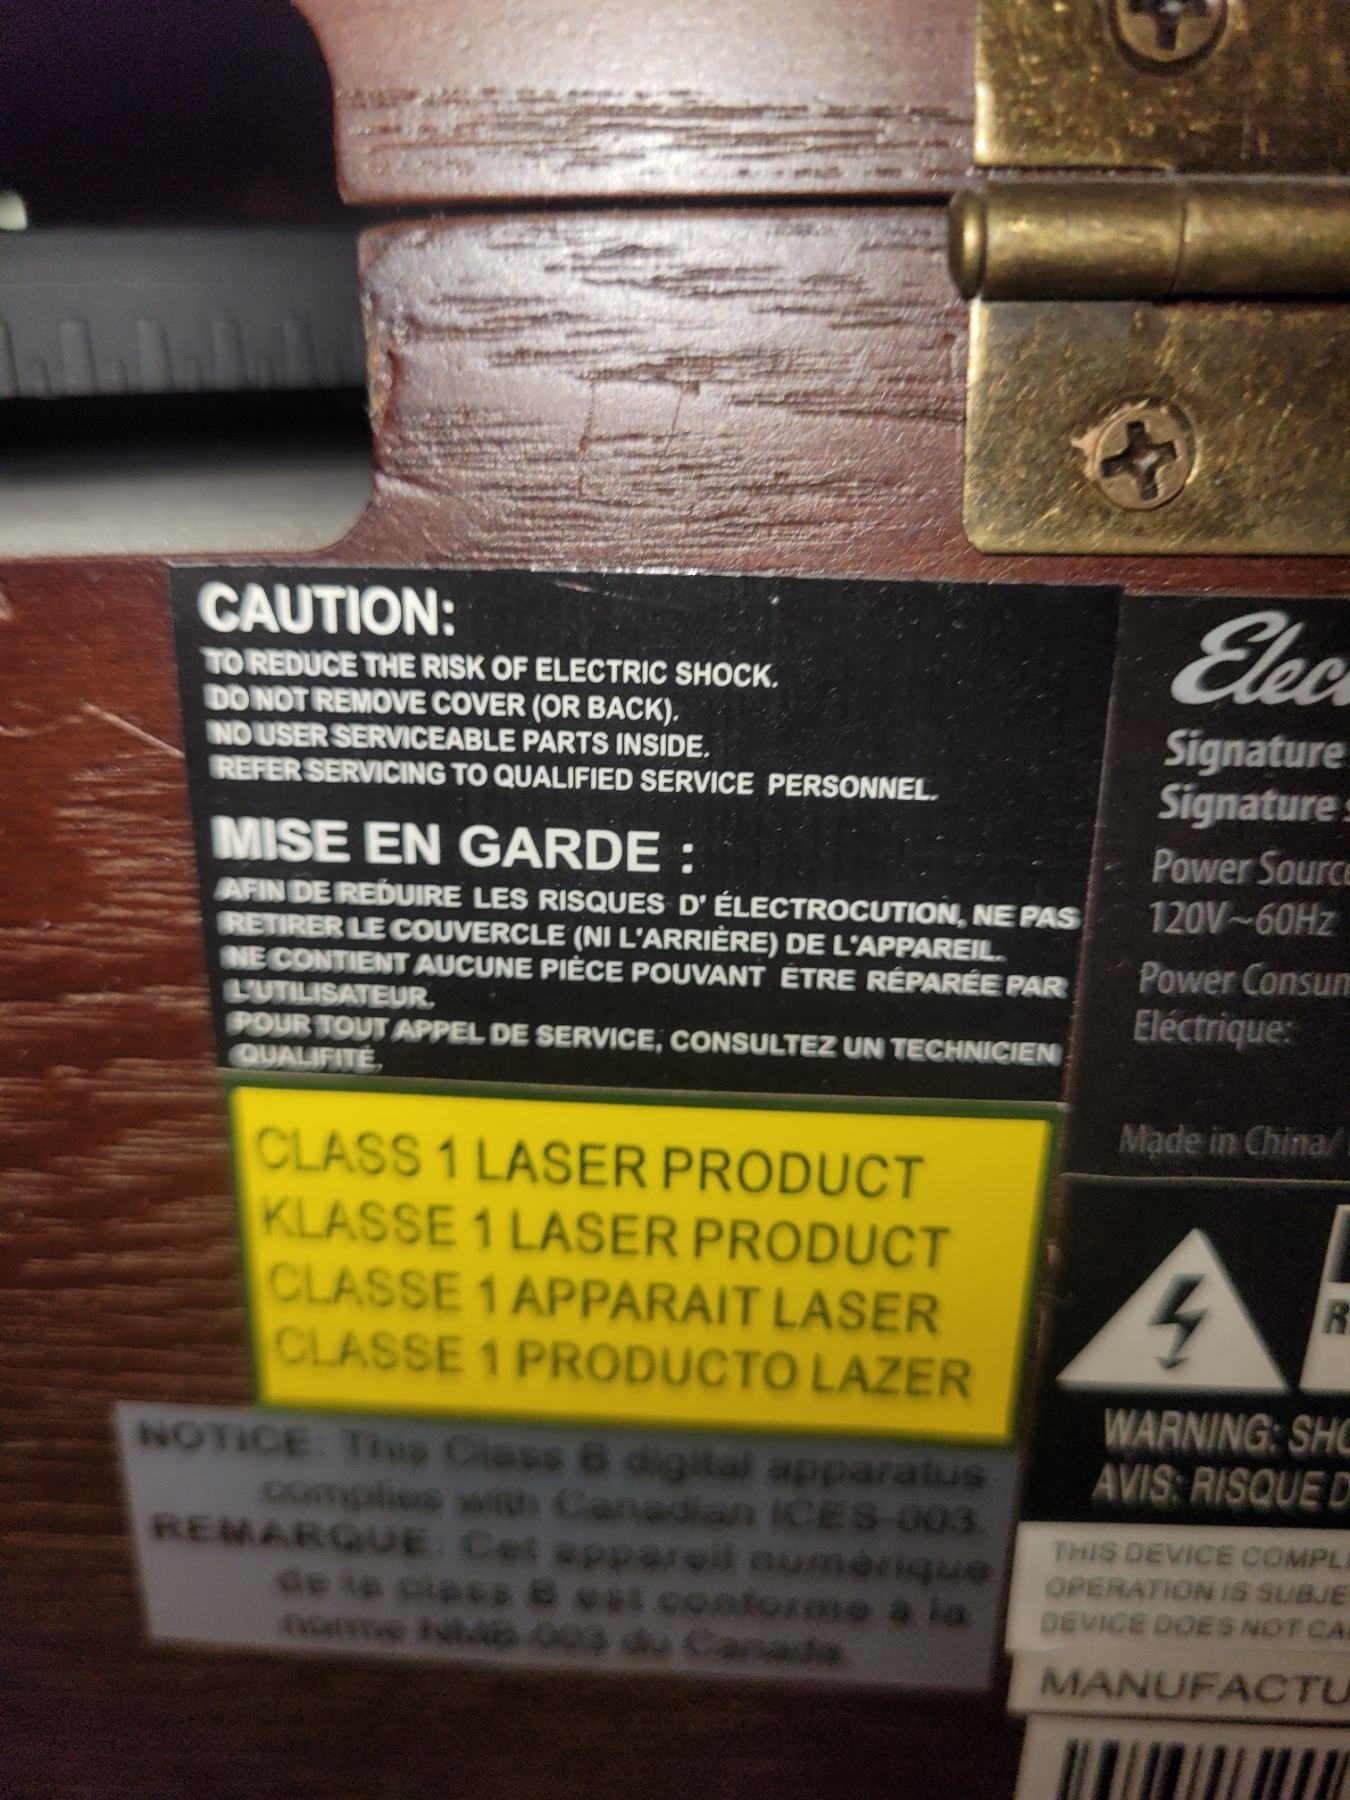 CAUTION:
TO REDUCE THE RISK OF ELECTRIC SHOCK.
DO NOT REMOVE COVER (OR BACK).
NO USER SERVICEABLE PARTS INSIDE.
REFER SERVICING TO QUALIFIED SERVICE PERSONNEL.
MISE EN GARDE :
AFIN DE REDUIRE LES RISQUES D' ÉLECTROCUTION, NE PAS
RETIRER LE COUVERCLE (NI L'ARRIÈRE) DE L'APPAREIL.
NE CONTIENT AUCUNE PIÈCE POUVANT ETRE RÉPARÉE PAR
L'UTILISATEUR.
POUR TOUT APPEL DE SERVICE, CONSULTEZ UN TECHNICIEN
QUALIFITÉ.
CLASS 1 LASER PRODUCT
KLASSE 1 LASER PRODUCT
CLASSE 1 APPARAIT LASER
CLASSE 1 PRODUCTO LAZER
NOTICE: This Class B digital apparatus
complies with Canadian ICES-003.
REMARQUE: Cet appareil numérique
de la class B est conforme à la
norme NMB-003 du Canada.
Elec
Signature
Signature
Power Source
120V~60Hz
Power Consum
Eléctrique:
Made in China/
R
WARNING: SHO
AVIS: RISQUE D
THIS DEVICE COMPLI
OPERATION IS SUBJE
DEVICE DOES NOT CA
MANUFACTU